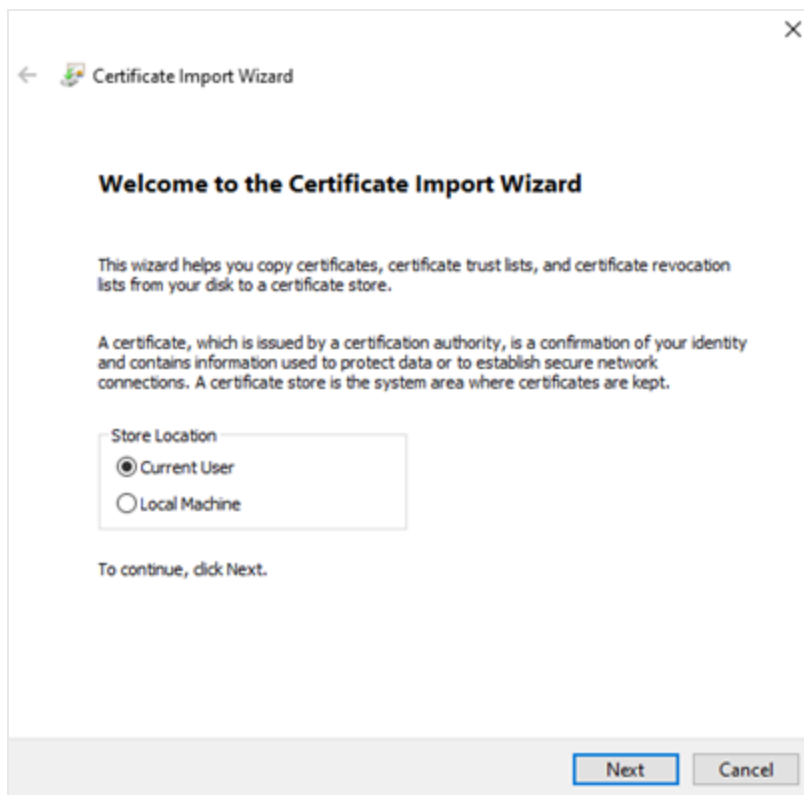 Certificate Import Wizard
Welcome to the Certificate Import Wizard
This wizard helps you copy certificates, certificate trust lists, and certificate revocation
lists from your disk to a certificate store.
A certificate, which is issued by a certification authority, is a confirmation of your identity
and contains information used to protect data or to establish secure network
connections. A certificate store is the system area where certificates are kept.
Store Location
Current User
Local Machine
To continue, click Next.
Next
Cancel